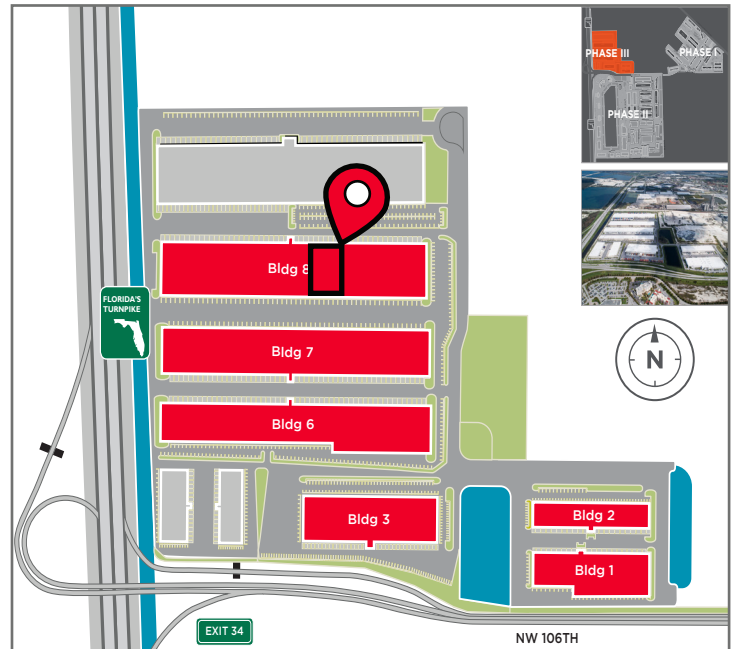 PHASE III
PHASE I
PHASE II
Bldg 8
FLORIDA'S
TURNPIKE
Bldg 7
N
Bldg 6
Bldg 3
Bldg 2
Bldg 1
EXIT 34
NW 106TH